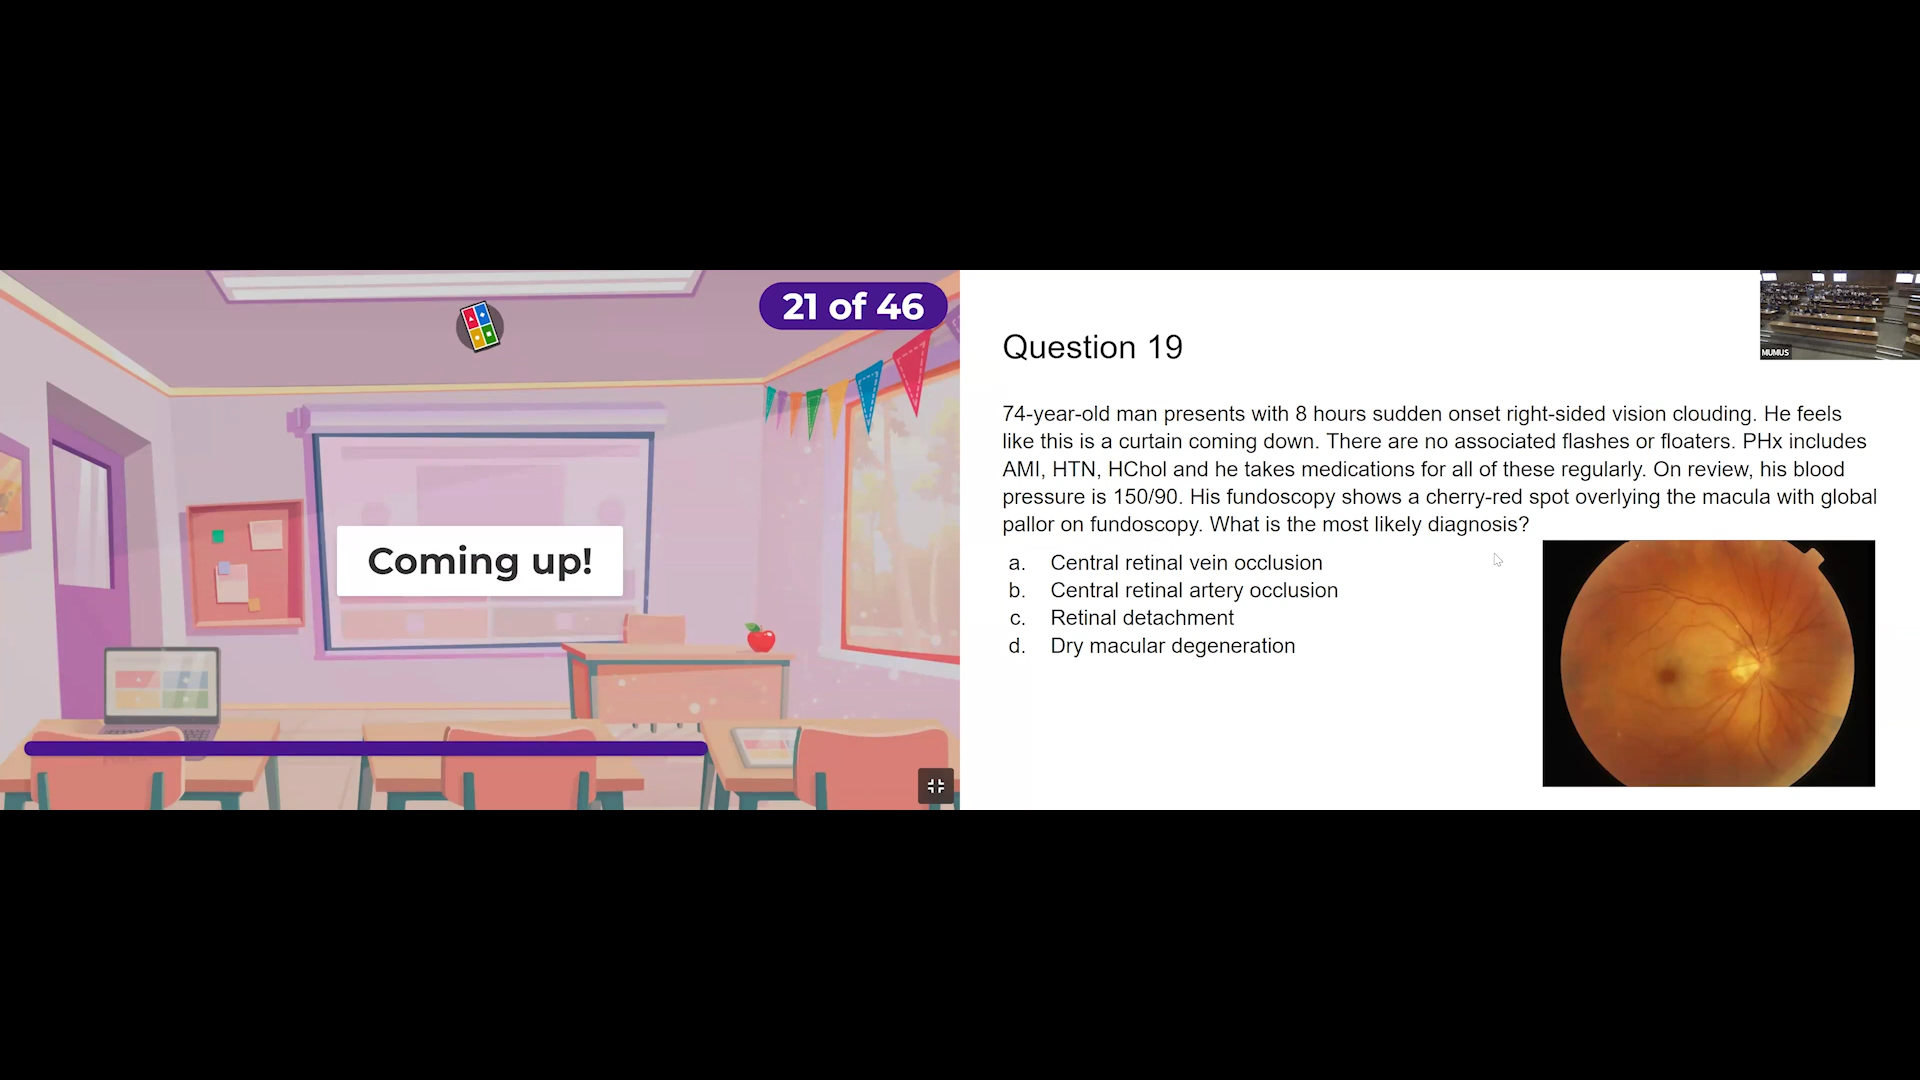 21 of 46
Coming up!
Question 19
MUMUS
74-year-old man presents with 8 hours sudden onset right-sided vision clouding. He feels
like this is a curtain coming down. There are no associated flashes or floaters. PHx includes
AMI, HTN, HChol and he takes medications for all of these regularly. On review, his blood
pressure is 150/90. His fundoscopy shows a cherry-red spot overlying the macula with global
pallor on fundoscopy. What is the most likely diagnosis?
a. Central retinal vein occlusion
b. Central retinal artery occlusion
c. Retinal detachment
d. Dry macular degeneration